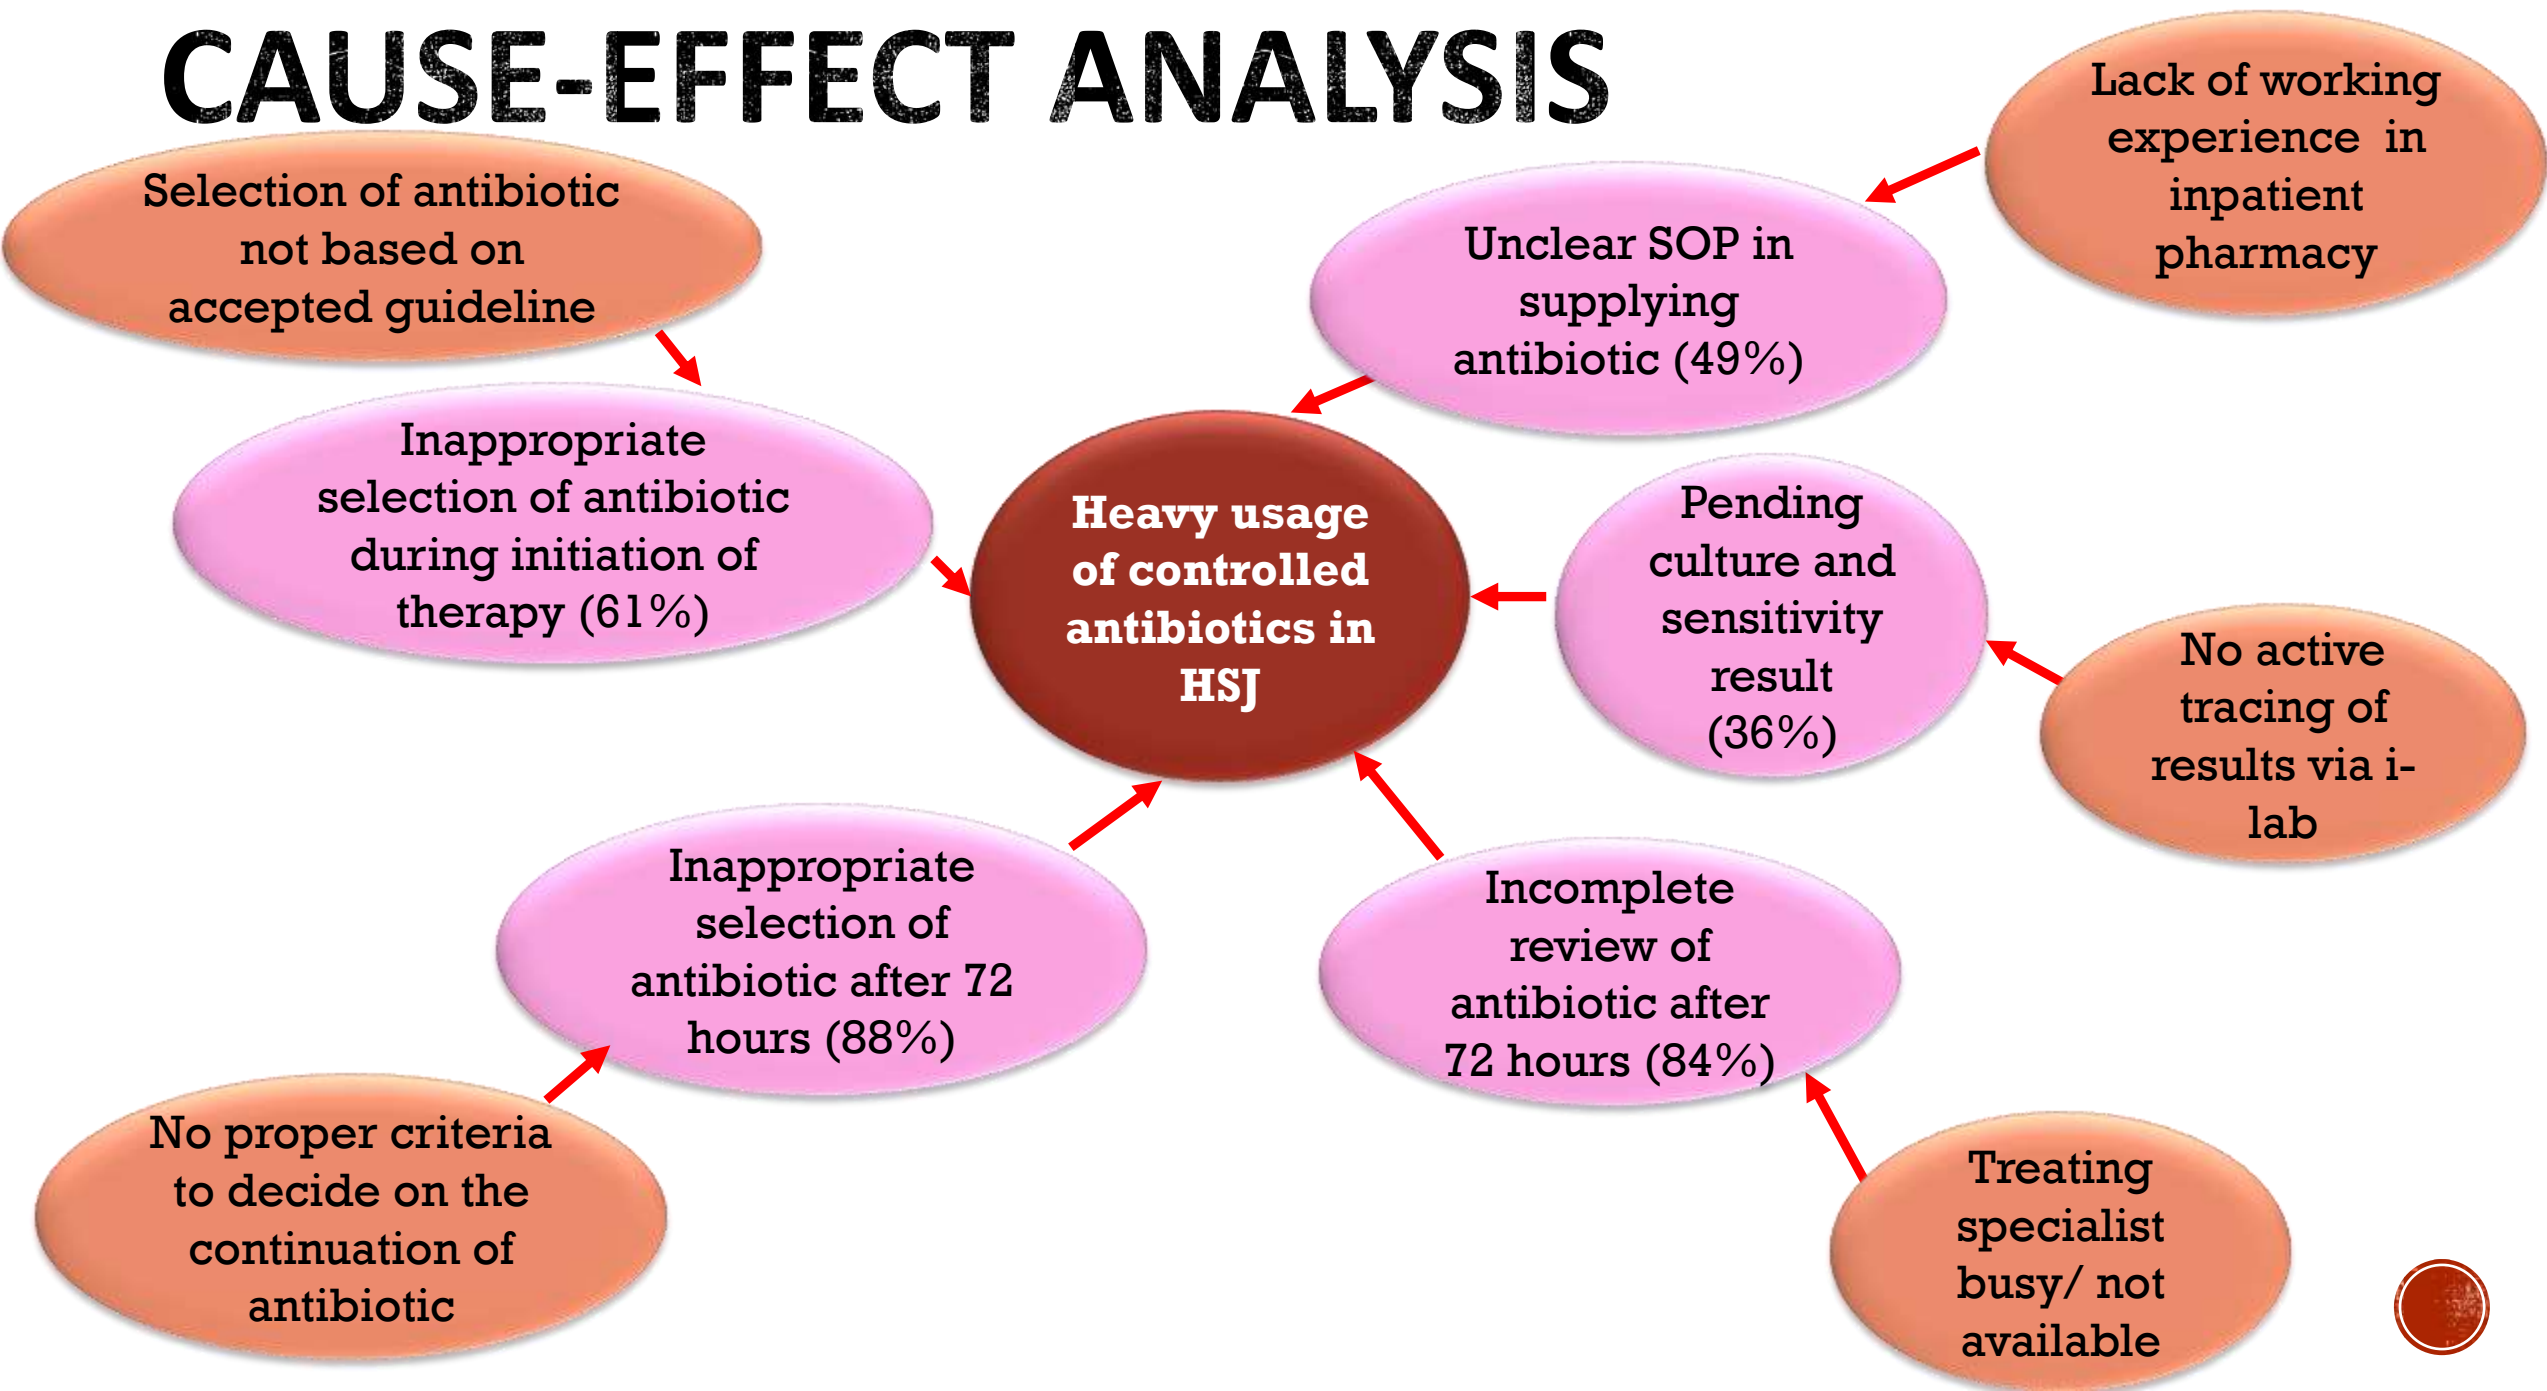 CAUSE-EFFECT ANALYSIS
Selection of antibiotic
not based on
accepted guideline
Inappropriate
selection of antibiotic
during initiation of
therapy (61%)
Unclear SOP in
supplying
antibiotic (49%)
Lack of working
experience in
inpatient
pharmacy
Heavy usage
of controlled
antibiotics in
HSJ
Pending
culture and
sensitivity
result
(36%)
No active
tracing of
results via i-
lab
Inappropriate
selection of
antibiotic after 72
hours (88%)
Incomplete
review of
antibiotic after
72 hours (84%)
No proper criteria
to decide on the
continuation of
antibiotic
Treating
specialist
busy/ not
available